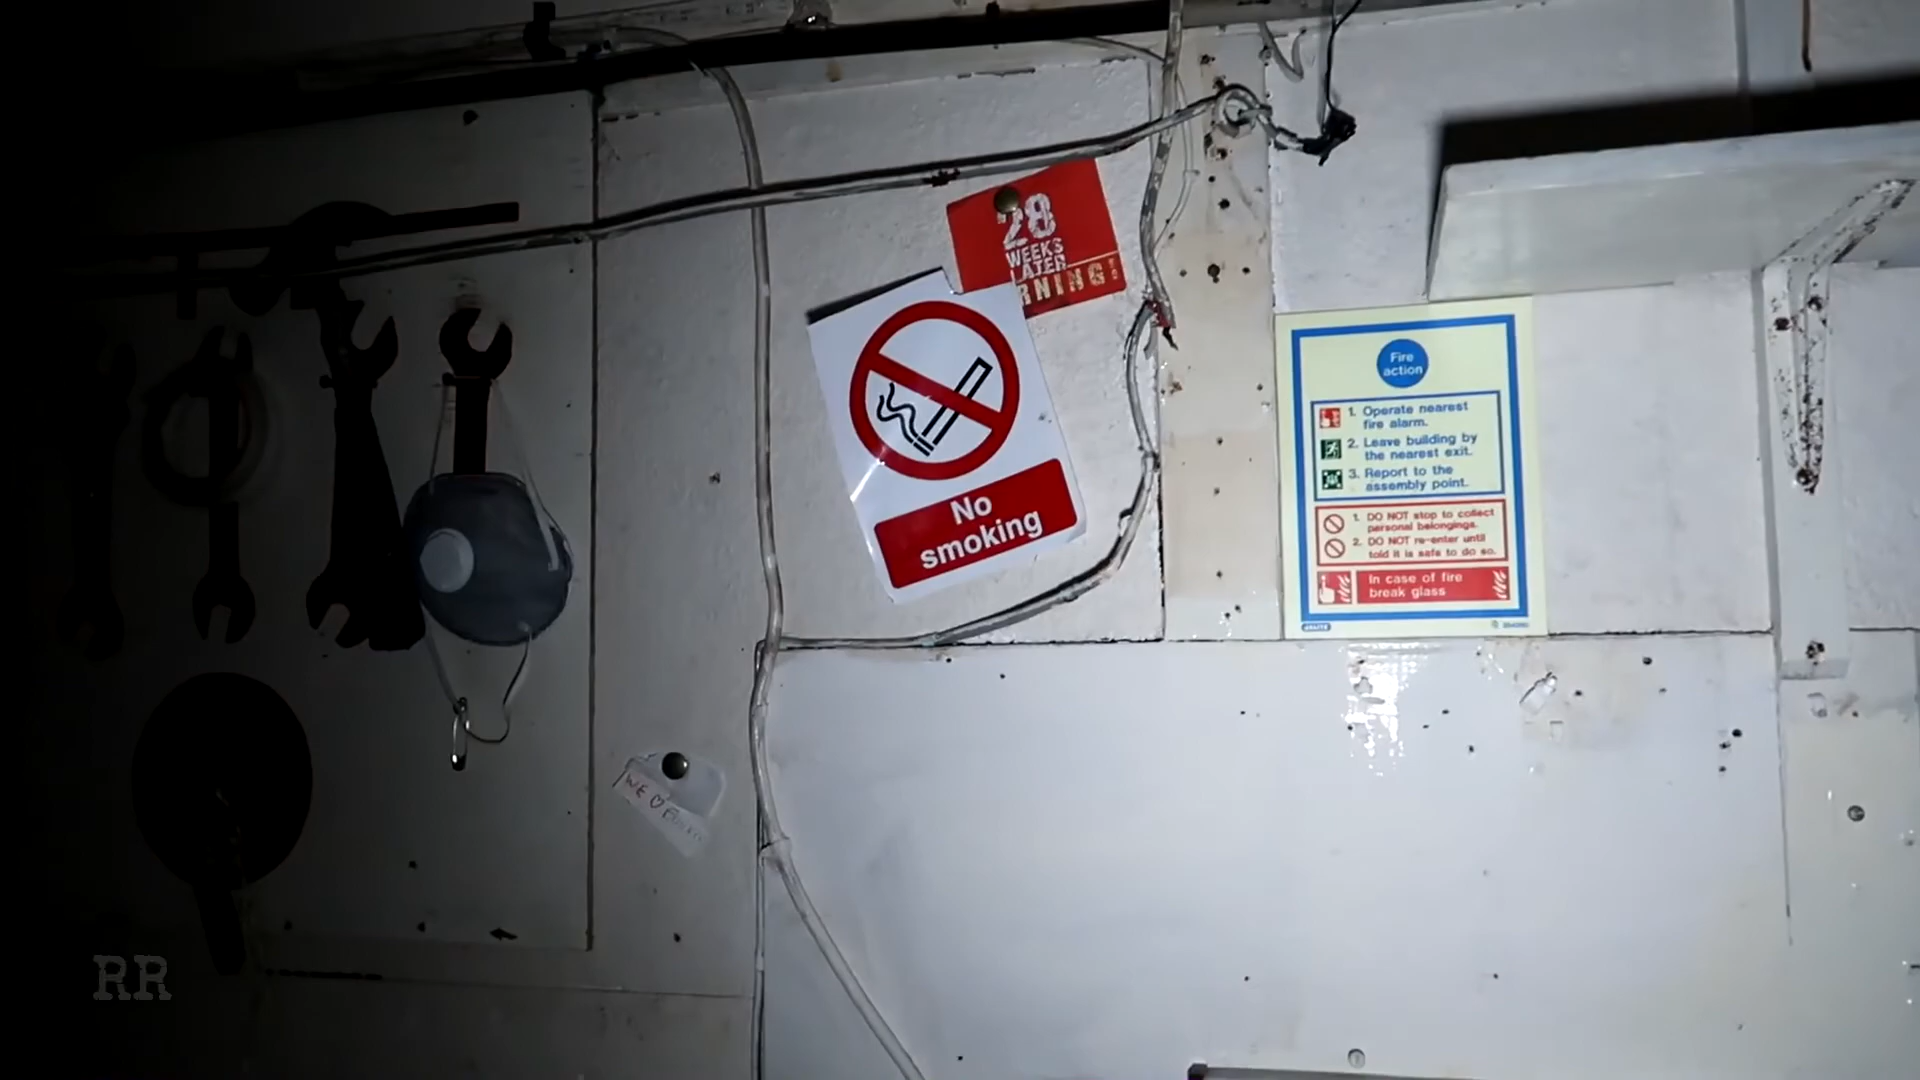 28
WEEKS
LATER
RNING!
No
smoking
Fire
action
1. Operate nearest
fire alarm.
2. Leave building by
the nearest exit.
3. Report to the
assembly point.
1. DO NOT stop to collect
personal belongings.
2. DO NOT re-enter until
told it is safe to do so.
In case of fire
break glass
WE ♡
RR